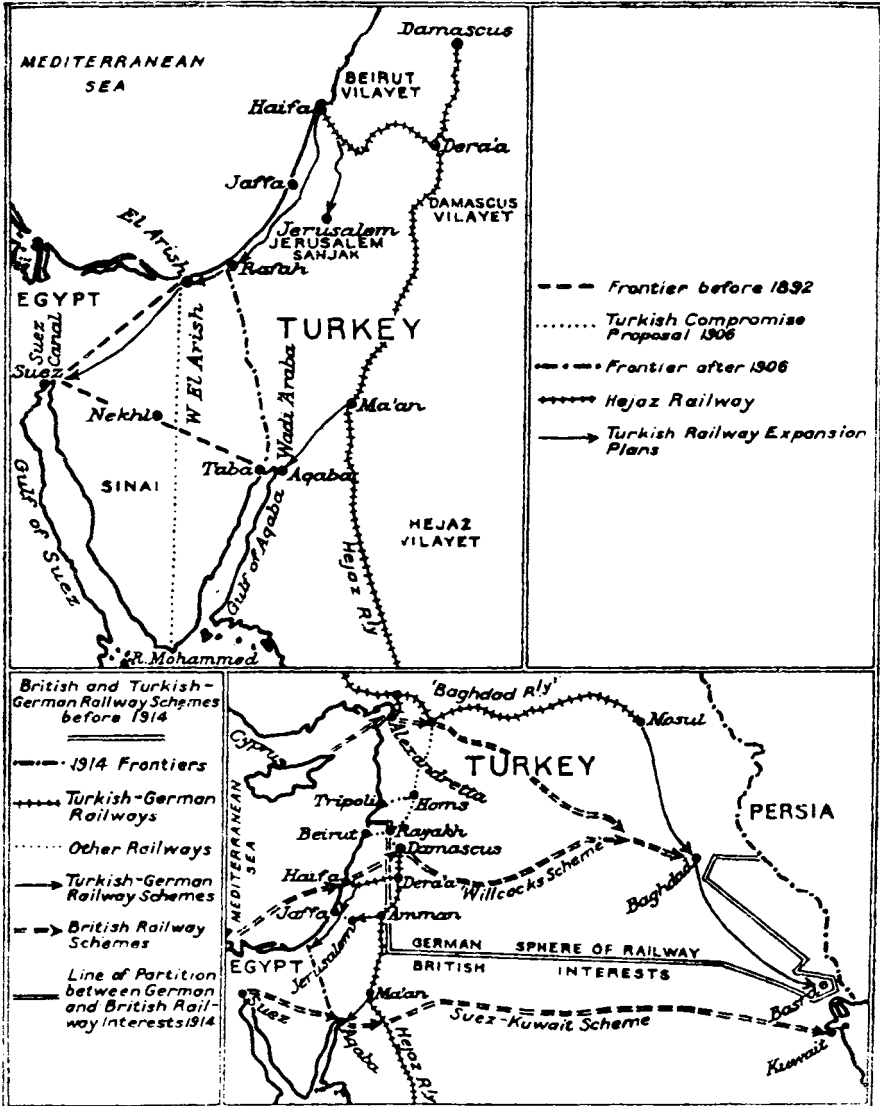 Damascus
MEDITERRANEAN
SEA
BEIRUT
VILAYET
Haifa
Dera'a
Jaffa
DAMASCUS
VILAYET
El Arish
Jerusalem
JERUSALEM
SANJAK
Rafah
EGYPT
TURKEY
Suez
Canal
Suez
W El Arish
Wadi 'Araba
Ma'an
Nekhl
Taba
Aqaba
SINAI
Gulf of Suez
Gulf of Aqaba
HEJAZ
VILAYET
Hejaz Rly
R. Mohammed
Frontier before 1892
Turkish Compromise
Proposal 1906
Frontier after 1906
Hejaz Railway
Turkish Railway Expansion
Plans
British and Turkish-
German Railway Schemes
before 1914
1914 Frontiers
Turkish-German
Railways
Other Railways
Turkish-German
Railway Schemes
British Railway
Schemes
Line of Partition
between German
and British Rail-
way Interests 1914
'Baghdad Rly'
Mosul
Cyprus
Alexandretta
TURKEY
MEDITERRANEAN
SEA
Tripoli
Homs
PERSIA
Beirut
Rayakh
Damascus
Willcocks Scheme
Baghdad
Haifa
Dera'a
Jaffa
Amman
Jerusalem
EGYPT
GERMAN SPHERE OF RAILWAY
BRITISH INTERESTS
Basra
Suez
Ma'an
Suez-Kuwait Scheme
Aqaba
Hejaz Rly
Kuwait